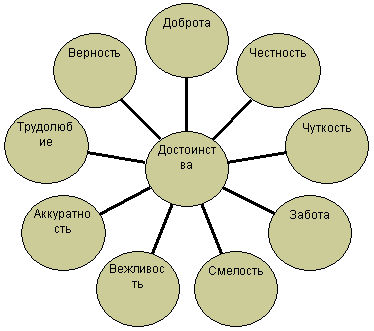 Доброта
Верность
Честность
Трудолюб
ие
Достоинст
ва
Чуткость
Аккуратно
сть
Забота
Вежливос
ть
Смелость